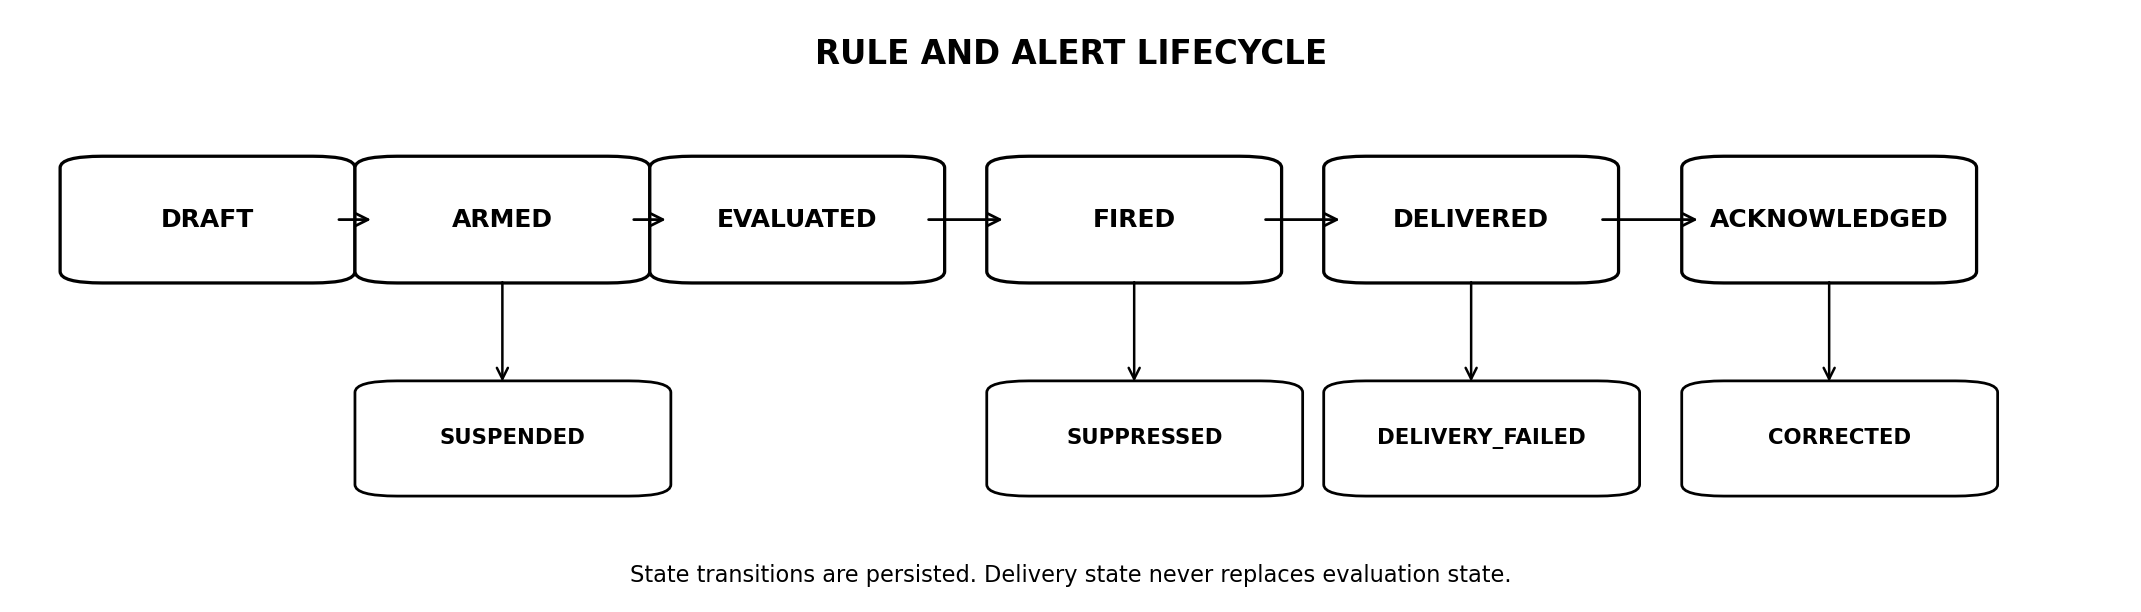 RULE AND ALERT LIFECYCLE
DRAFT
ARMED
EVALUATED
FIRED
DELIVERED
ACKNOWLEDGED
SUSPENDED
SUPPRESSED
DELIVERY_FAILED
CORRECTED
State transitions are persisted. Delivery state never replaces evaluation state.